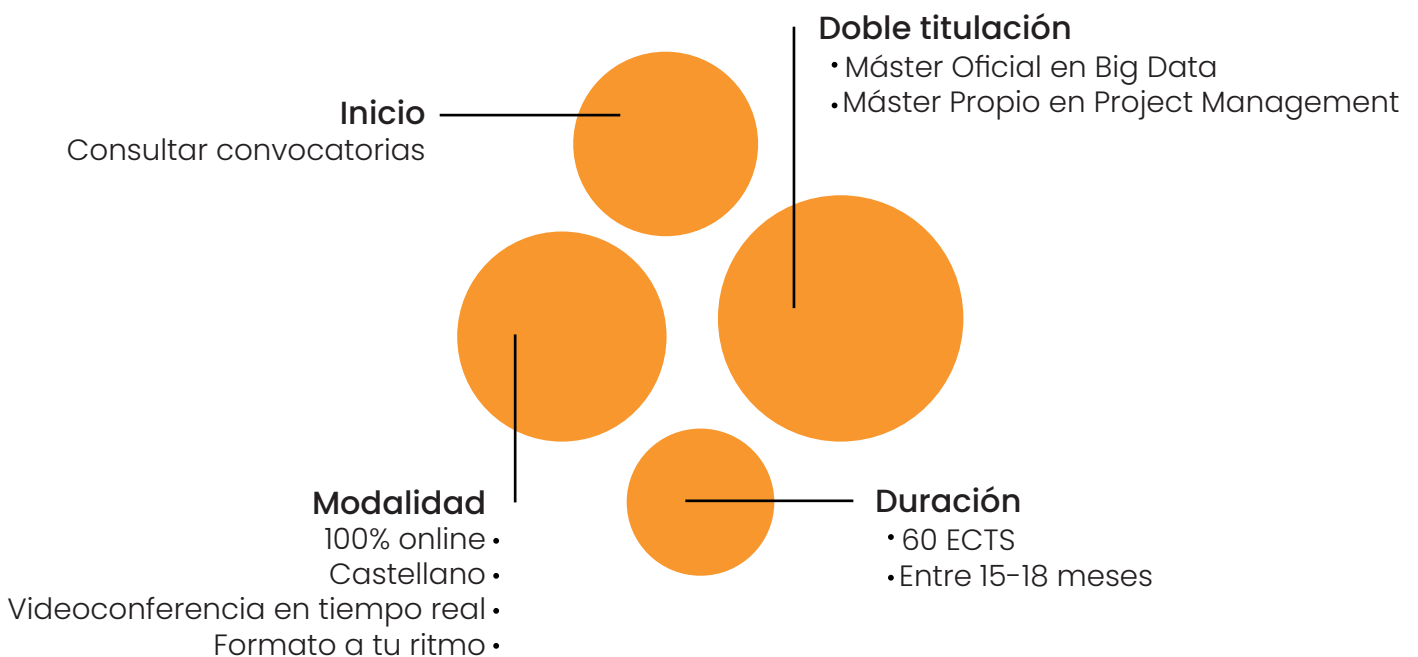 Doble titulación
• Máster Oficial en Big Data
• Máster Propio en Project Management
Inicio
Consultar convocatorias
Modalidad
100% online •
Castellano •
Videoconferencia en tiempo real •
Formato a tu ritmo •
Duración
• 60 ECTS
• Entre 15-18 meses